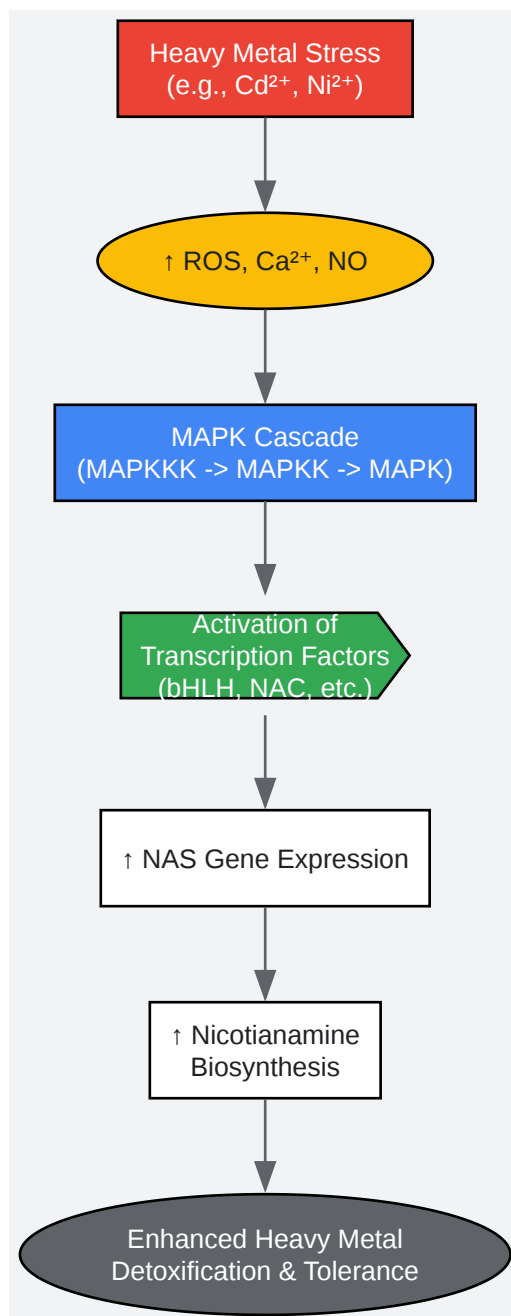 Heavy Metal Stress
(e.g., Cd²⁺, Ni²⁺)
↑ ROS, Ca²⁺, NO
MAPK Cascade
(MAPKKK -> MAPKK -> MAPK)
Activation of
Transcription Factors
(bHLH, NAC, etc.)
↑ NAS Gene Expression
↑ Nicotianamine
Biosynthesis
Enhanced Heavy Metal
Detoxification & Tolerance